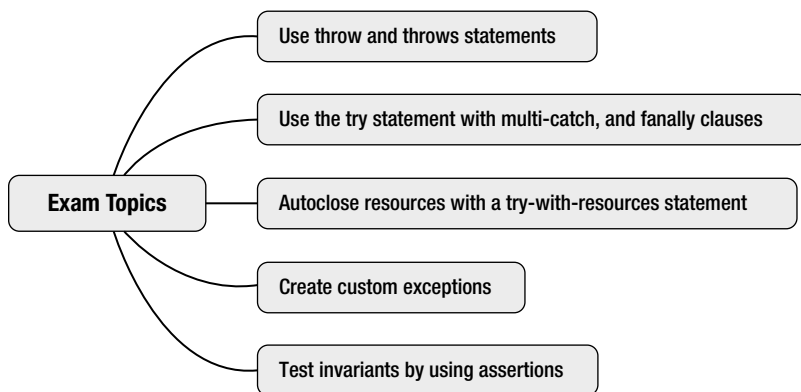 Use throw and throws statements
Use the try statement with multi-catch, and fanally clauses
Exam Topics
Autoclose resources with a try-with-resources statement
Create custom exceptions
Test invariants by using assertions